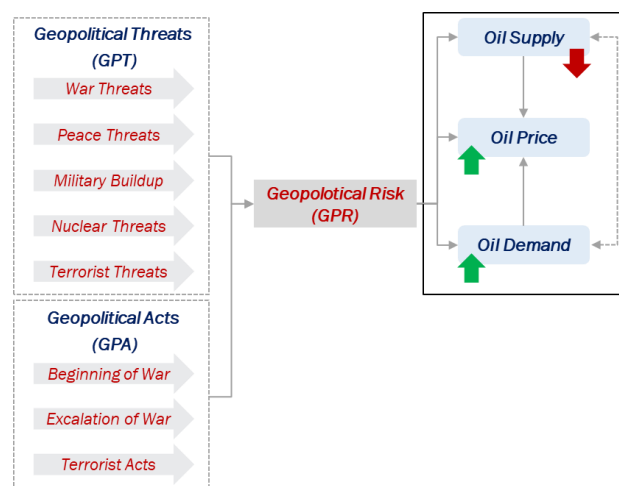 Geopolitical Threats
(GPT)
War Threats
Peace Threats
Military Buildup
Nuclear Threats
Terrorist Threats
Geopolitical Acts
(GPA)
Beginning of War
Excalation of War
Terrorist Acts
Geopolotical Risk
(GPR)
Oil Supply
Oil Price
Oil Demand